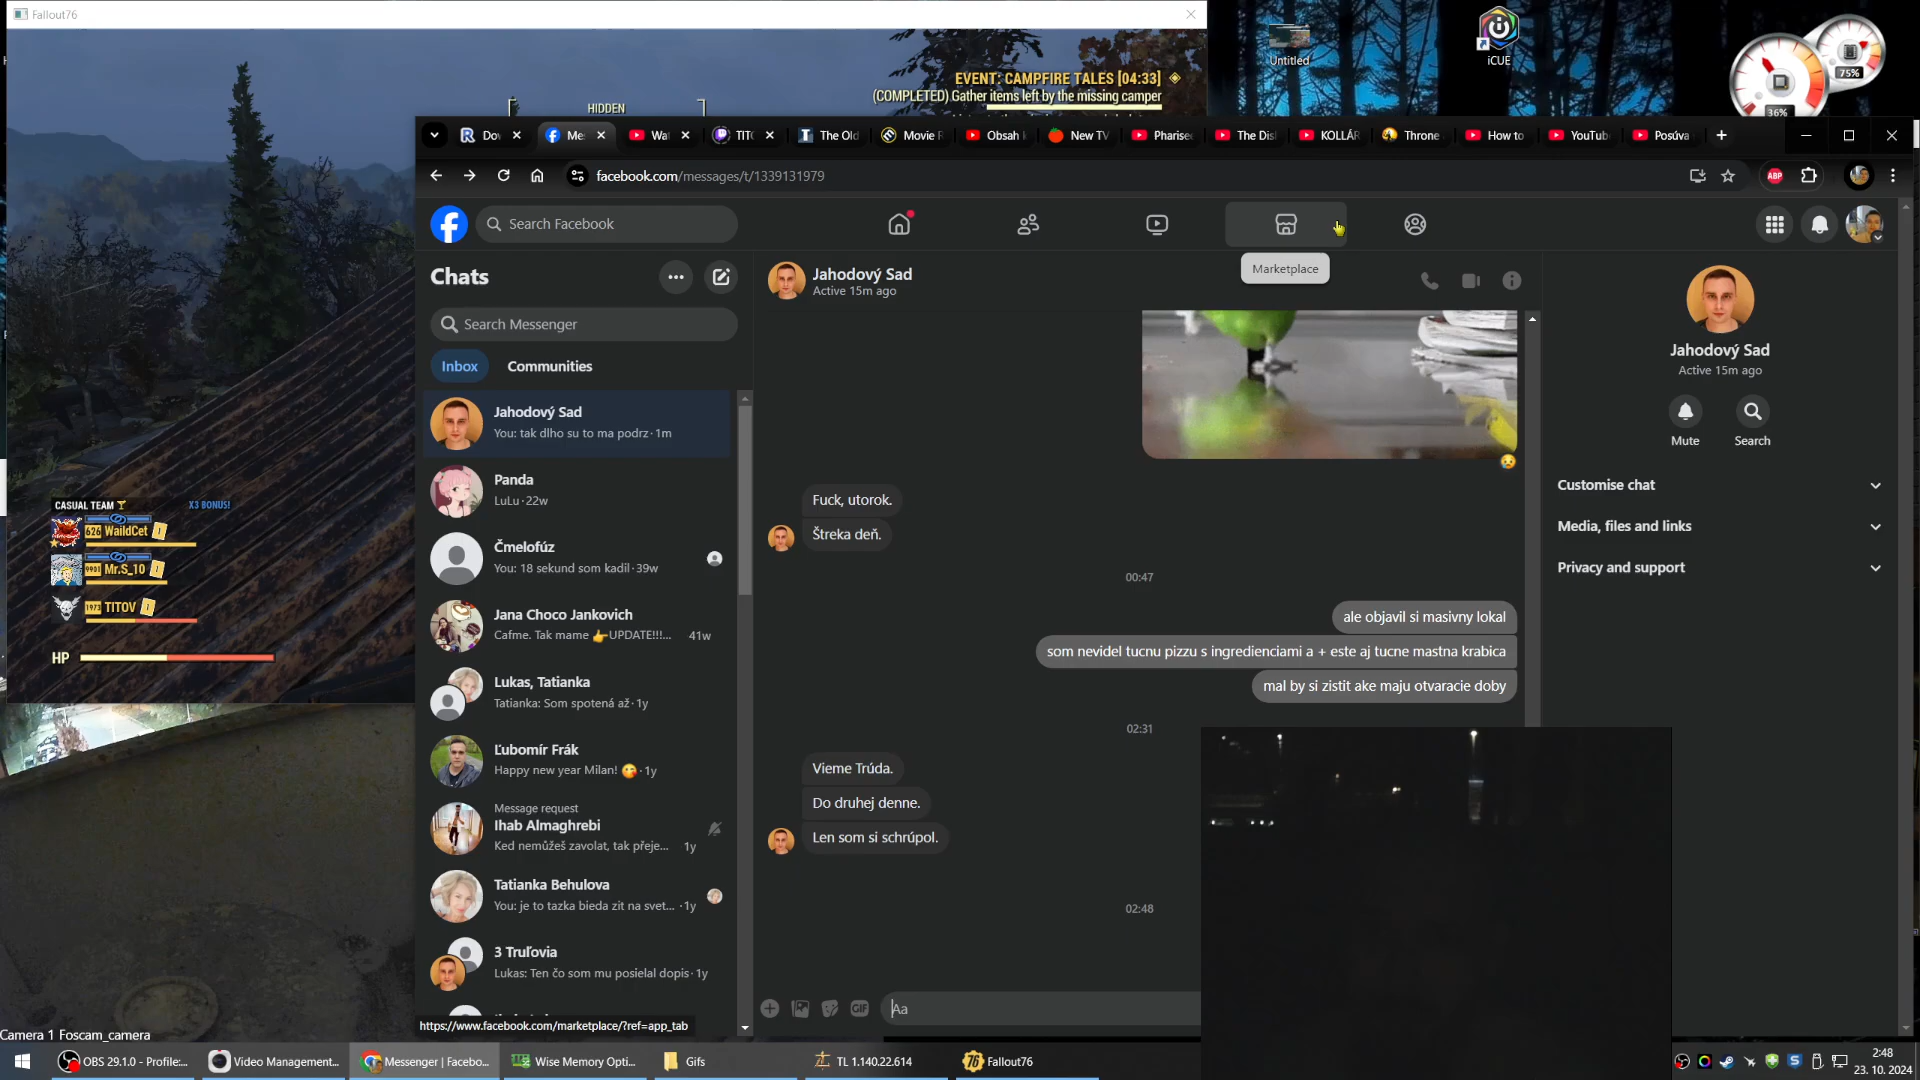 Fallout76
EVENT: CAMPFIRE TALES [04:33]
(COMPLETED) Gather items left by the missing camper
HIDDEN
Untitled
iCUE
75%
36%
Dov
Me
Wat
TITO
The Old
Movie R
Obsah k
New TV
Pharise
The Dis
KOLLÁR
Throne
How to
YouTub
Posúva
facebook.com/messages/t/1339131979
ABP
Search Facebook
Marketplace
Chats
Search Messenger
Inbox
Communities
Jahodový Sad
You: tak dlho su to ma podrz · 1m
Panda
LuLu · 22w
Čmelofúz
You: 18 sekund som kadil · 39w
Jana Choco Jankovich
Cafme. Tak mame 👉UPDATE!!!... 41w
Lukas, Tatianka
Tatianka: Som spotená až · 1y
Ľubomír Frák
Happy new year Milan! 😋 · 1y
Message request
Ihab Almaghrebi
Ked nemůžeš zavolat, tak přeje... 1y
Tatianka Behulova
You: je to tazka bieda zit na svet... · 1y
3 Truľovia
Lukas: Ten čo som mu posielal dopis · 1y
https://www.facebook.com/marketplace/?ref=app_tab
Jahodový Sad
Active 15m ago
Fuck, utorok.
Štreka deň.
00:47
ale objavil si masivny lokal
som nevidel tucnu pizzu s ingredienciami a + este aj tucne mastna krabica
mal by si zistit ake maju otvaracie doby
02:31
Vieme Trúda.
Do druhej denne.
Len som si schrúpol.
02:48
GIF
Aa
Jahodový Sad
Active 15m ago
Mute
Search
Customise chat
Media, files and links
Privacy and support
CASUAL TEAM
X3 BONUS!
626 WaildCet
Mr.S_10
TITOV
HP
Camera 1 Foscam_camera
OBS 29.1.0 - Profile:...
Video Management...
Messenger | Facebo...
Wise Memory Opti...
Gifs
TL 1.140.22.614
Fallout76
2:48
23. 10. 2024